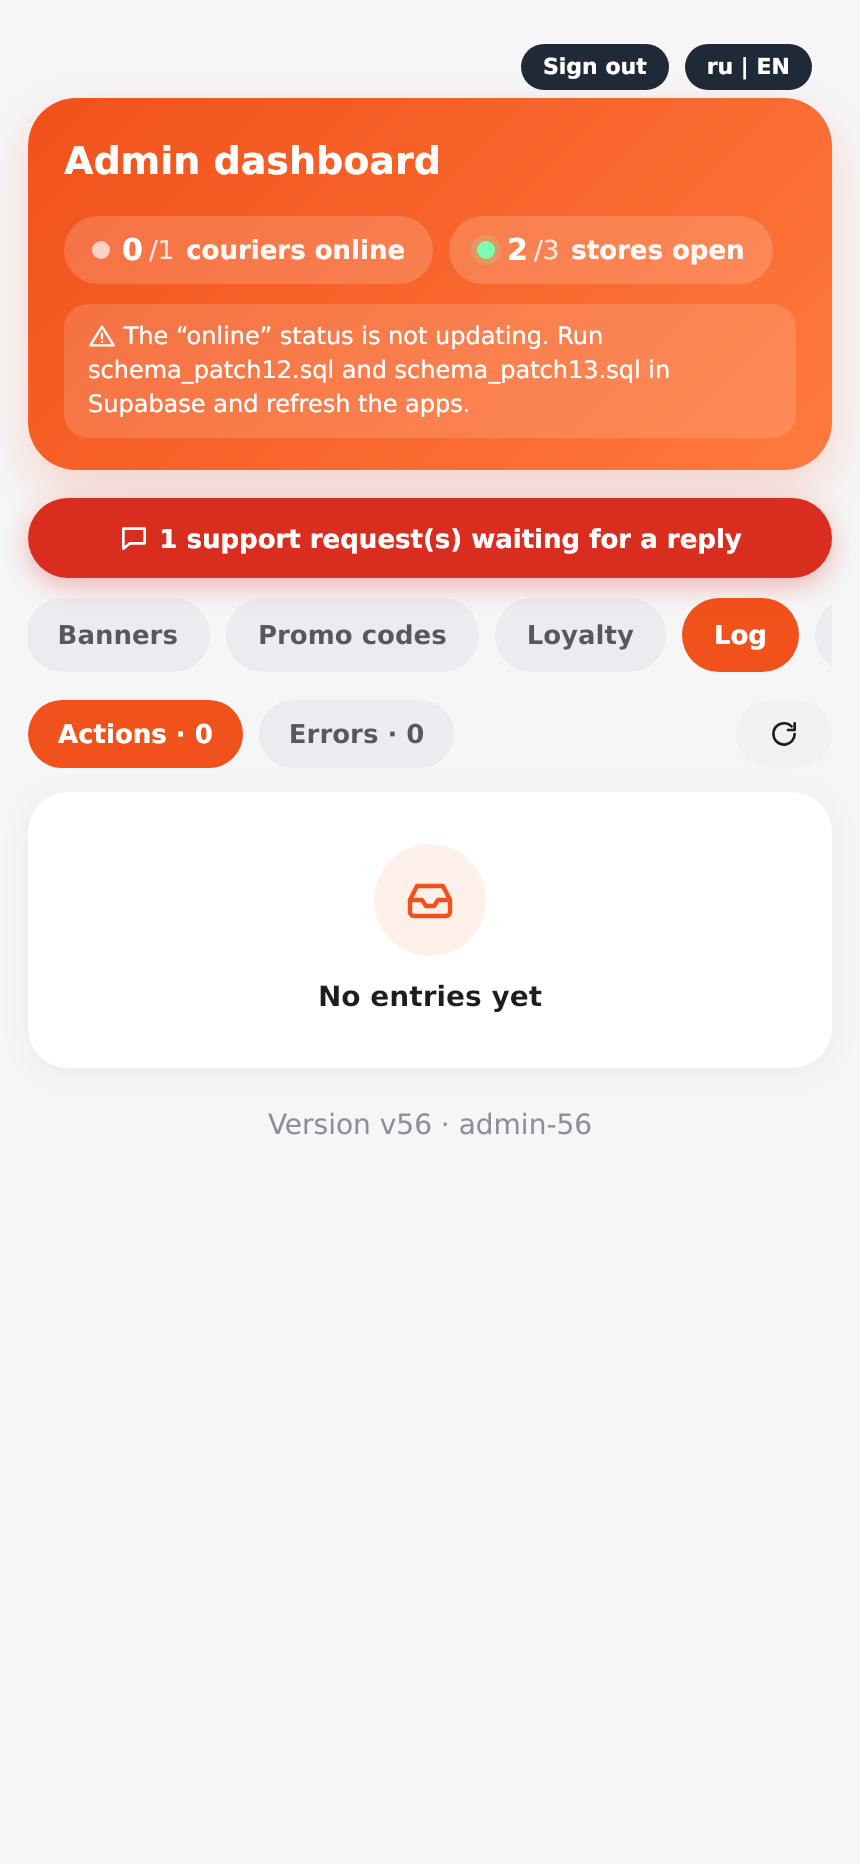 Sign out
ru | EN
Admin dashboard
0/1 couriers online
2/3 stores open
The “online” status is not updating. Run
schema_patch12.sql and schema_patch13.sql in
Supabase and refresh the apps.
1 support request(s) waiting for a reply
Banners
Promo codes
Loyalty
Log
Actions · 0
Errors · 0
No entries yet
Version v56 · admin-56